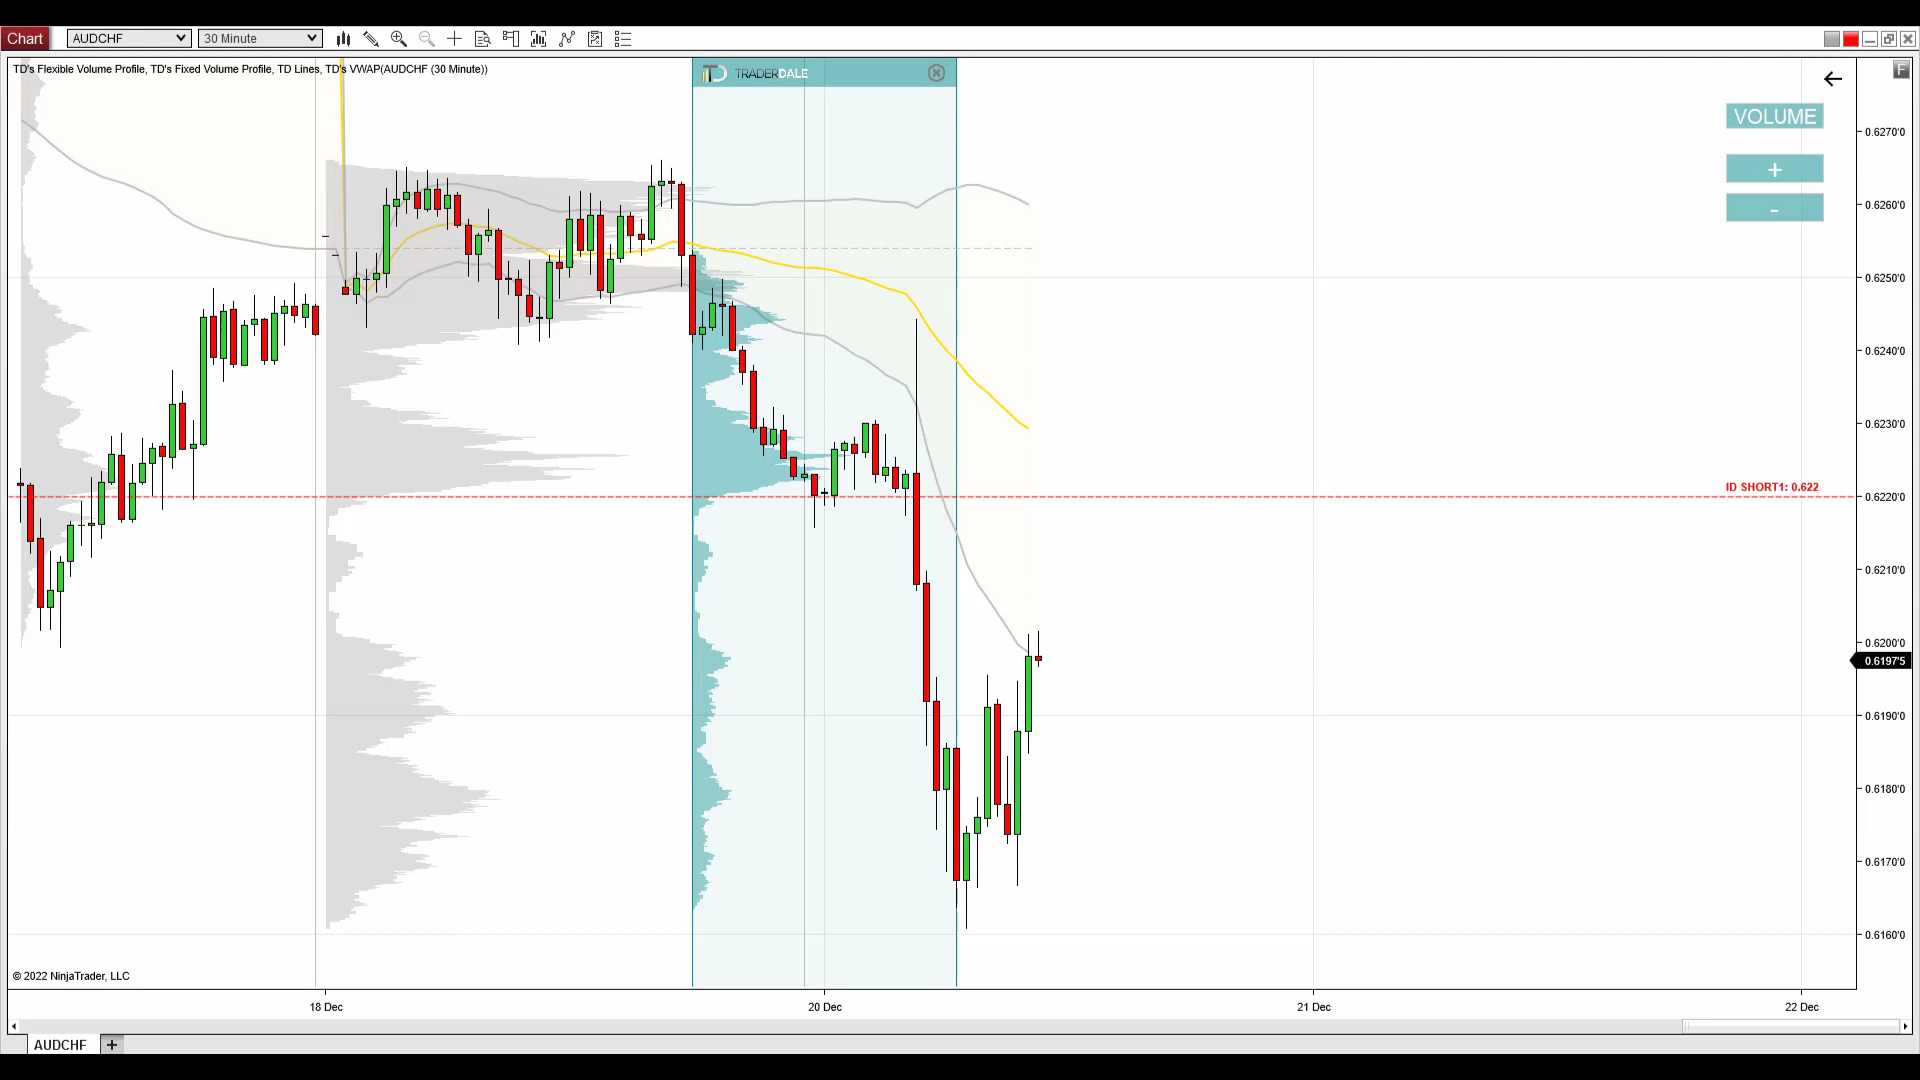 Chart
AUDCHF
30 Minute
TD's Flexible Volume Profile, TD's Fixed Volume Profile, TD Lines, TD's VWAP(AUDCHF (30 Minute))
TRADERDALE
F
VOLUME
+
-
0.6270'0
0.6260'0
0.6250'0
0.6240'0
0.6230'0
ID SHORT1: 0.622
0.6220'0
0.6210'0
0.6200'0
0.6197'5
0.6190'0
0.6180'0
0.6170'0
0.6160'0
© 2022 NinjaTrader, LLC
18 Dec
20 Dec
21 Dec
22 Dec
AUDCHF
+